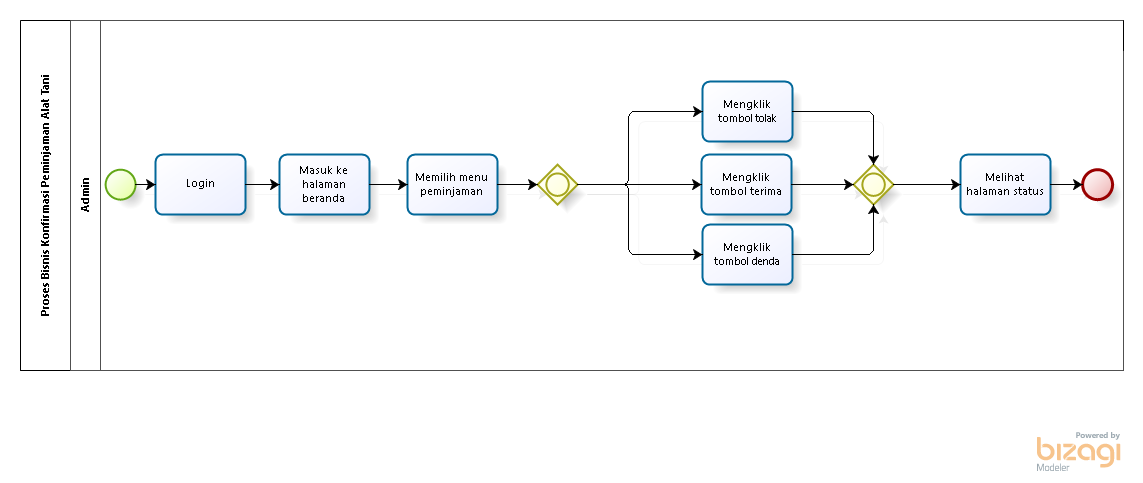 Proses Bisnis Konfirmasi Peminjaman Alat Tani
Admin
Login
Masuk ke
halaman
beranda
Memilih menu
peminjaman
Mengklik
tombol tolak
Mengklik
tombol terima
Mengklik
tombol denda
Melihat
halaman status
Powered by
bizagi
Modeler